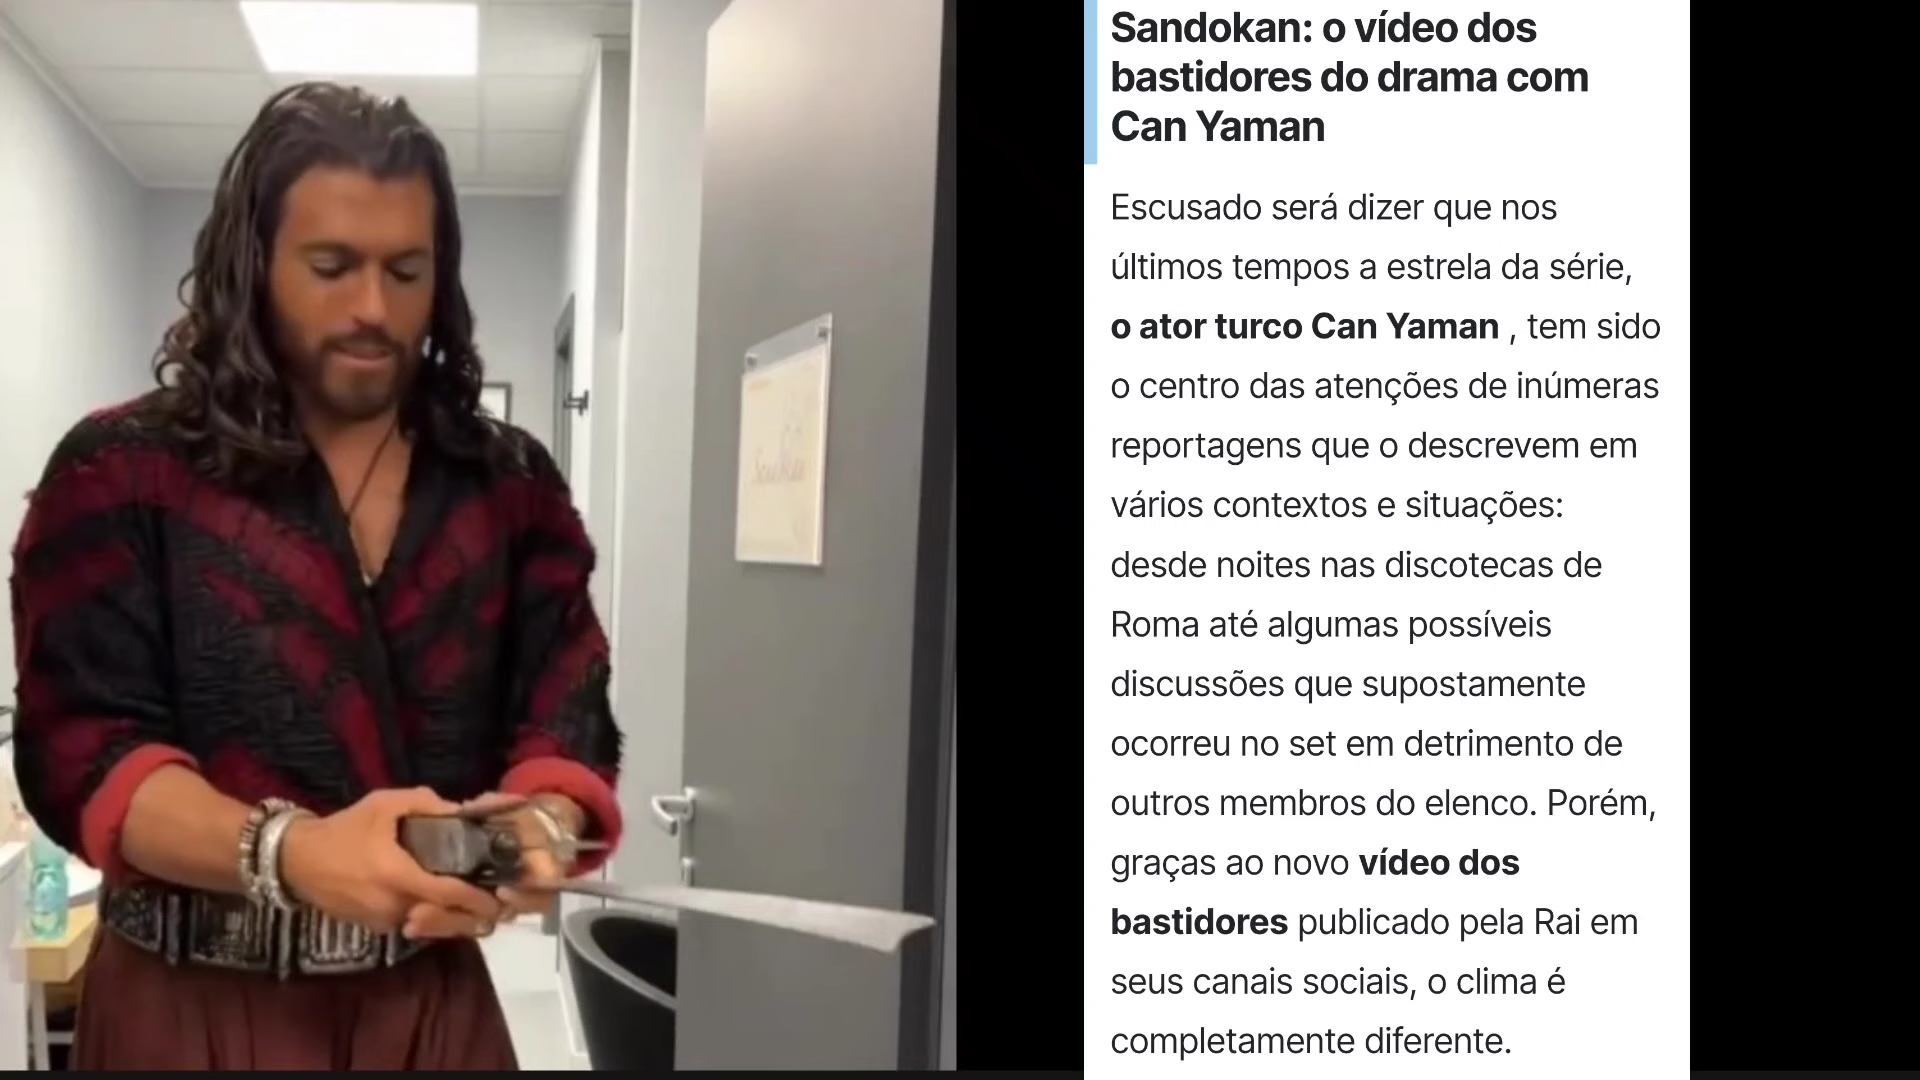 Sandokan: o vídeo dos
bastidores do drama com
Can Yaman
Escusado será dizer que nos
últimos tempos a estrela da série,
o ator turco Can Yaman , tem sido
o centro das atenções de inúmeras
reportagens que o descrevem em
vários contextos e situações:
desde noites nas discotecas de
Roma até algumas possíveis
discussões que supostamente
ocorreu no set em detrimento de
outros membros do elenco. Porém,
graças ao novo vídeo dos
bastidores publicado pela Rai em
seus canais sociais, o clima é
completamente diferente.